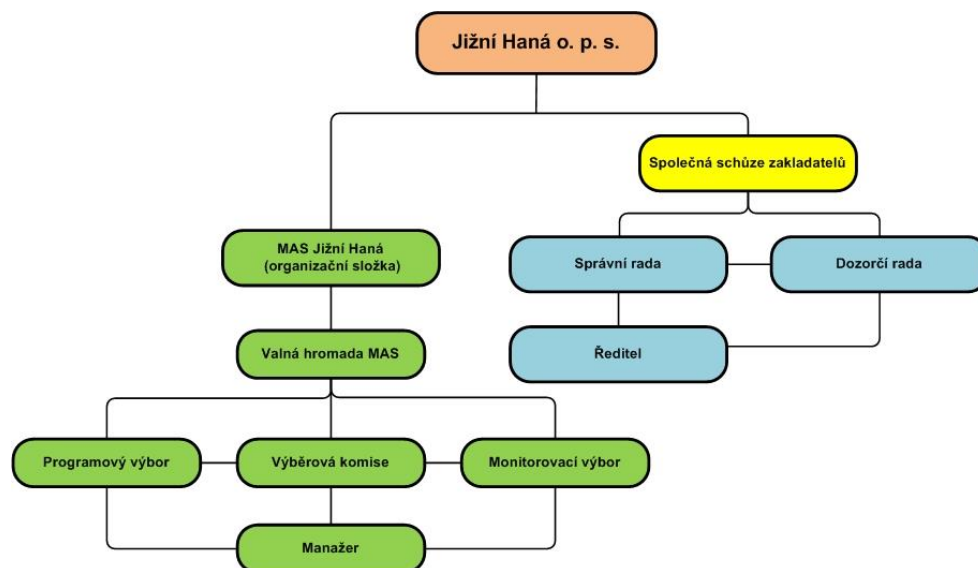 Jižní Haná o. p. s.
Společná schůze zakladatelů
MAS Jižní Haná
(organizační složka)
Správní rada
Dozorčí rada
Valná hromada MAS
Ředitel
Programový výbor
Výběrová komise
Monitorovací výbor
Manažer